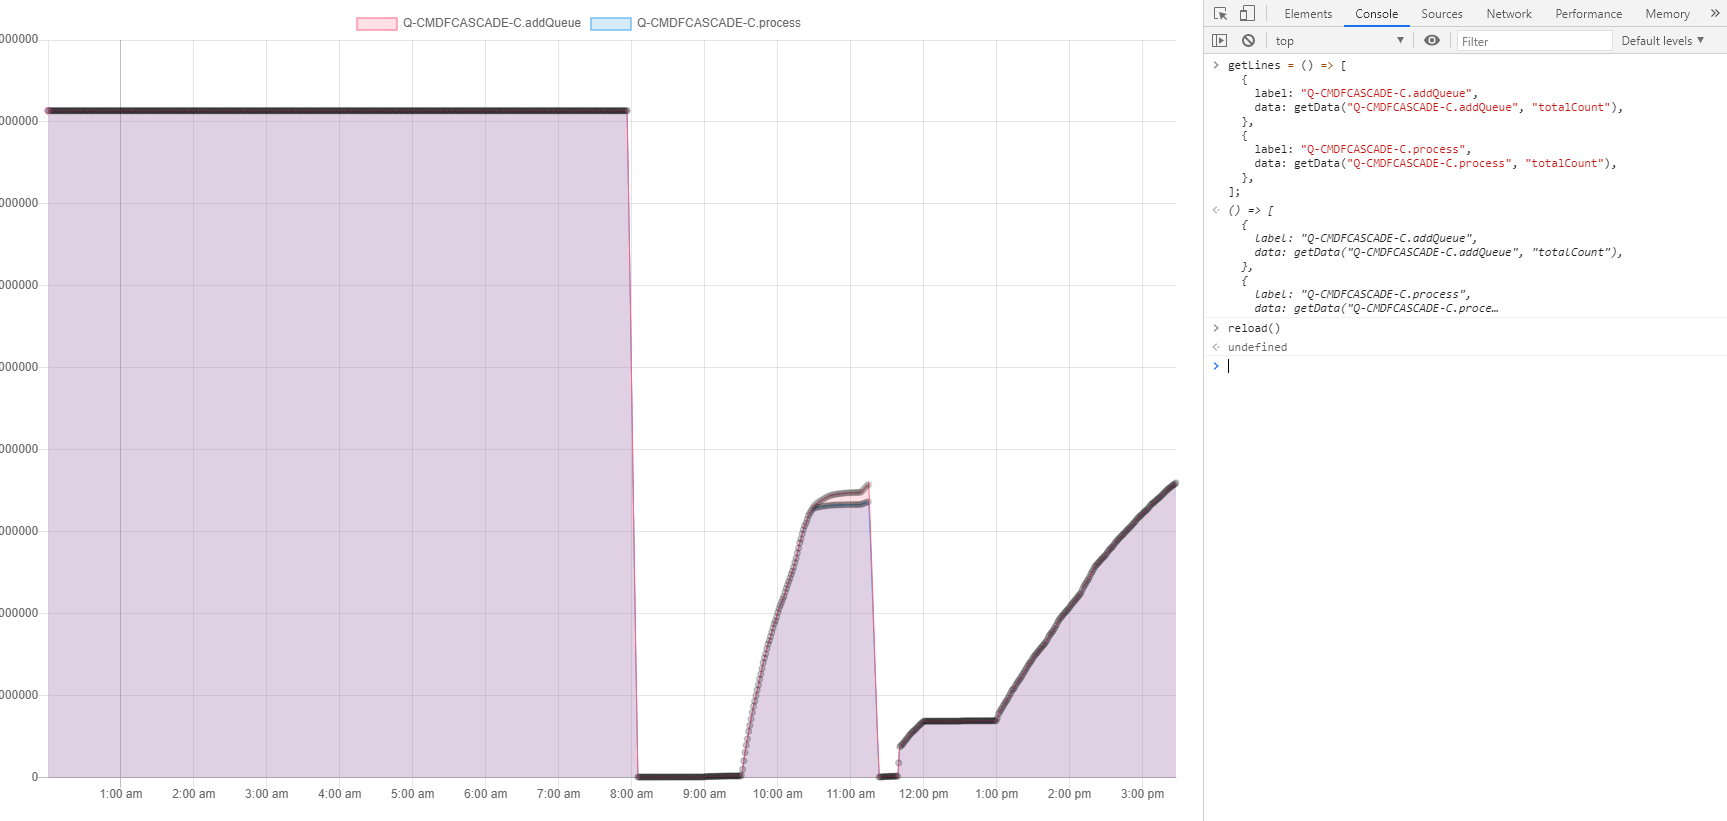 Q-CMDFCASCADE-C.addQueue Q-CMDFCASCADE-C.process
000000
000000
000000
000000
000000
000000
000000
000000
000000
0
1:00 am 2:00 am 3:00 am 4:00 am 5:00 am 6:00 am 7:00 am 8:00 am 9:00 am 10:00 am 11:00 am 12:00 pm 1:00 pm 2:00 pm 3:00 pm
Elements Console Sources Network Performance Memory »
top Filter Default levels
getLines = () => [
{
label: "Q-CMDFCASCADE-C.addQueue",
data: getData("Q-CMDFCASCADE-C.addQueue", "totalCount"),
},
{
label: "Q-CMDFCASCADE-C.process",
data: getData("Q-CMDFCASCADE-C.process", "totalCount"),
},
];
() => [
{
label: "Q-CMDFCASCADE-C.addQueue",
data: getData("Q-CMDFCASCADE-C.addQueue", "totalCount"),
},
{
label: "Q-CMDFCASCADE-C.process",
data: getData("Q-CMDFCASCADE-C.proce…
reload()
undefined